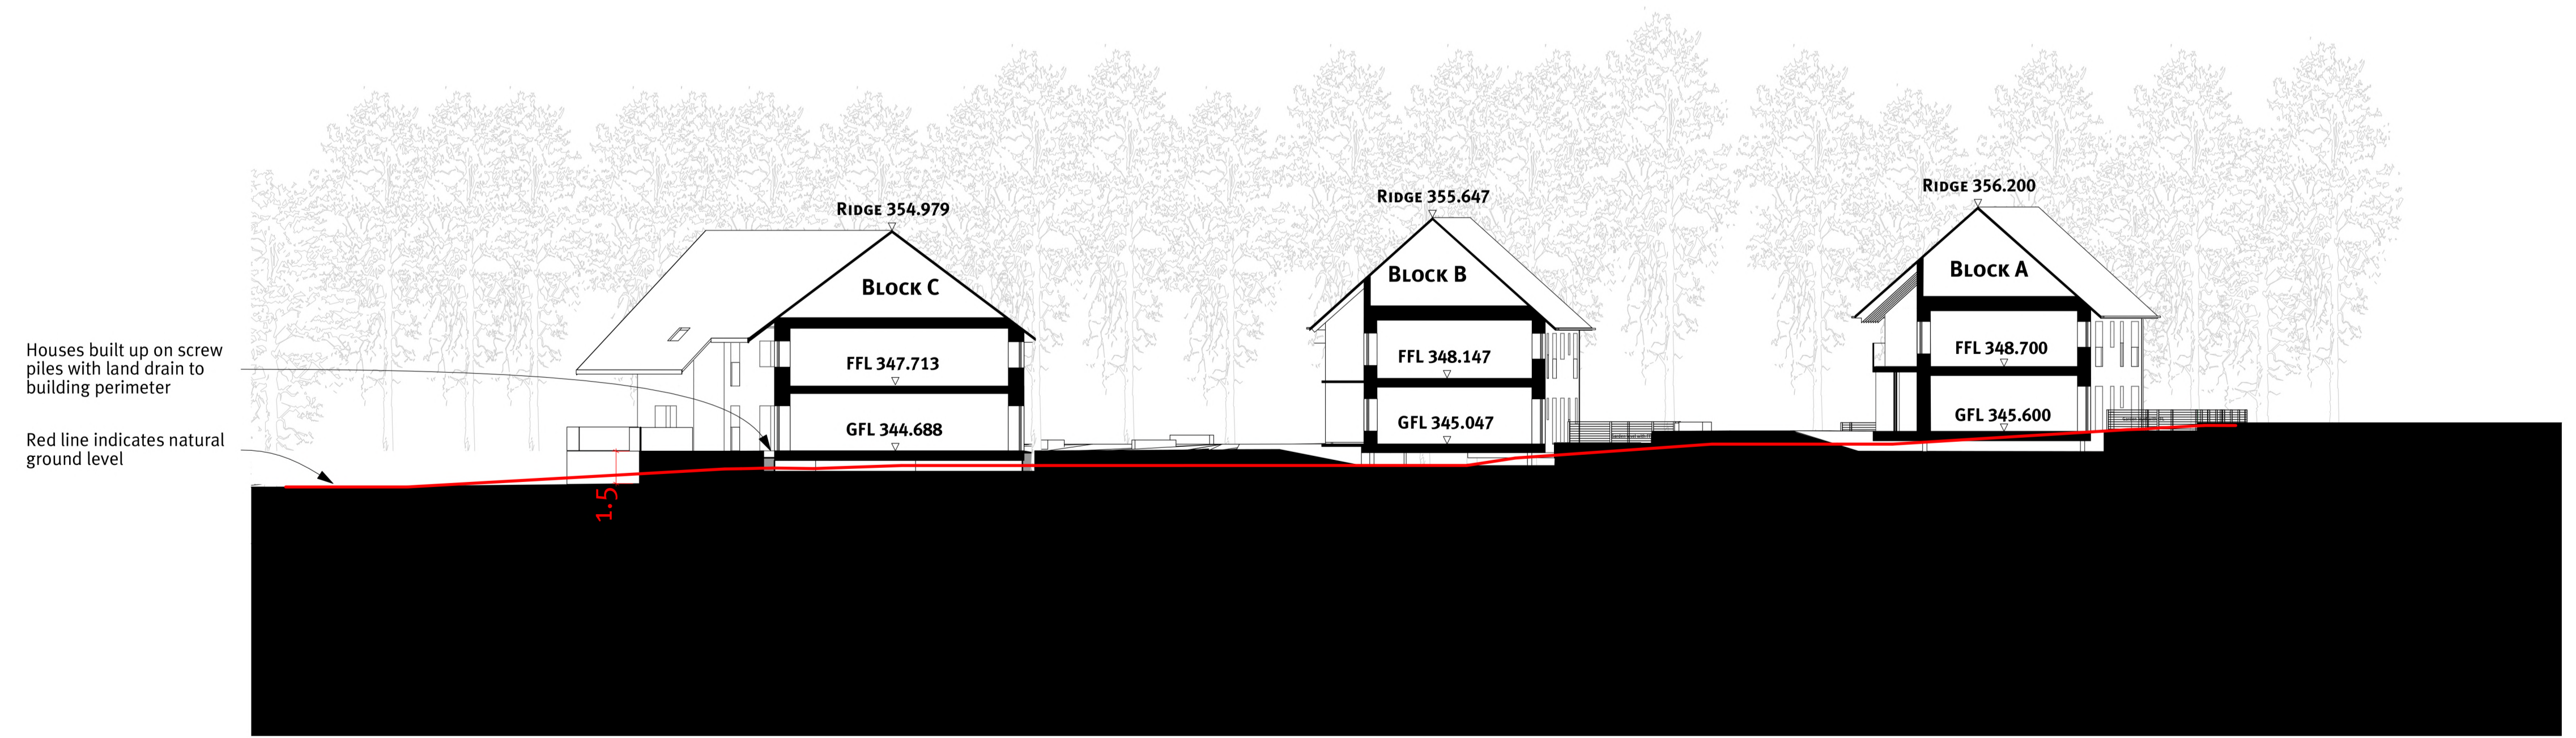 Ridge 354.979
Ridge 355.647
Ridge 356.200
Block C
Block B
Block A
FFL 347.713
FFL 348.147
FFL 348.700
GFL 344.688
GFL 345.047
GFL 345.600
Houses built up on screw
piles with land drain to
building perimeter
Red line indicates natural
ground level
1.5